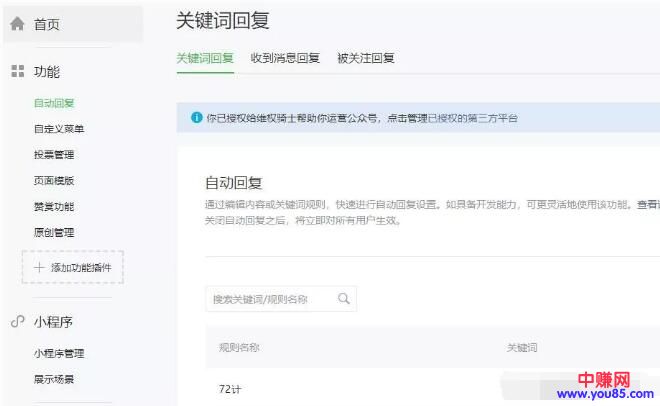 首页
功能
自动回复
自定义菜单
投票管理
页面模版
赞赏功能
原创管理
添加功能插件
小程序
小程序管理
展示场景
关键词回复
关键词回复 收到消息回复 被关注回复
你已授权给维权骑士帮助你运营公众号，点击管理已授权的第三方平台
自动回复
通过编辑内容或关键词规则，快速进行自动回复设置。如具备开发能力，可更灵活地使用该功能。查看
关闭自动回复之后，将立即对所有用户生效。
搜索关键词/规则名称
规则名称 关键词
72计
中赚网
www.you85.com